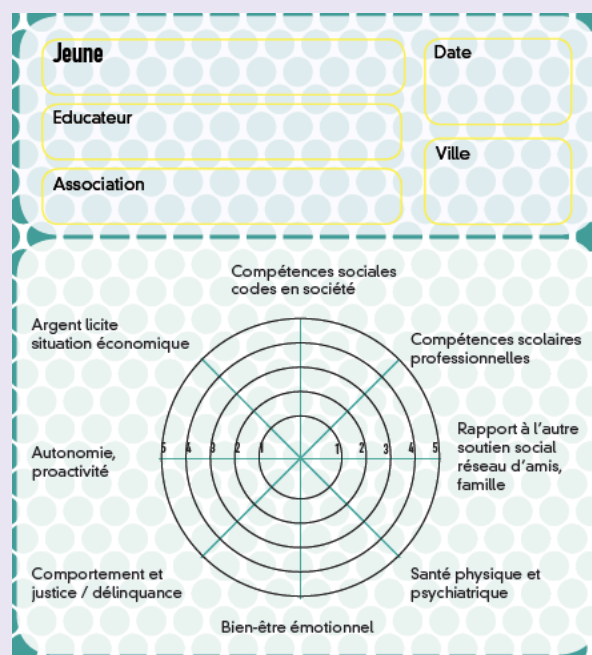 Jeune
Date
Educateur
Ville
Association
Compétences sociales
codes en société
Argent licite
situation économique
Compétences scolaires
professionnelles
5 4 3 2 1 1 2 3 4 5
Autonomie,
proactivité
Rapport à l'autre
soutien social
réseau d'amis,
famille
Comportement et
justice / délinquance
Santé physique et
psychiatrique
Bien-être émotionnel